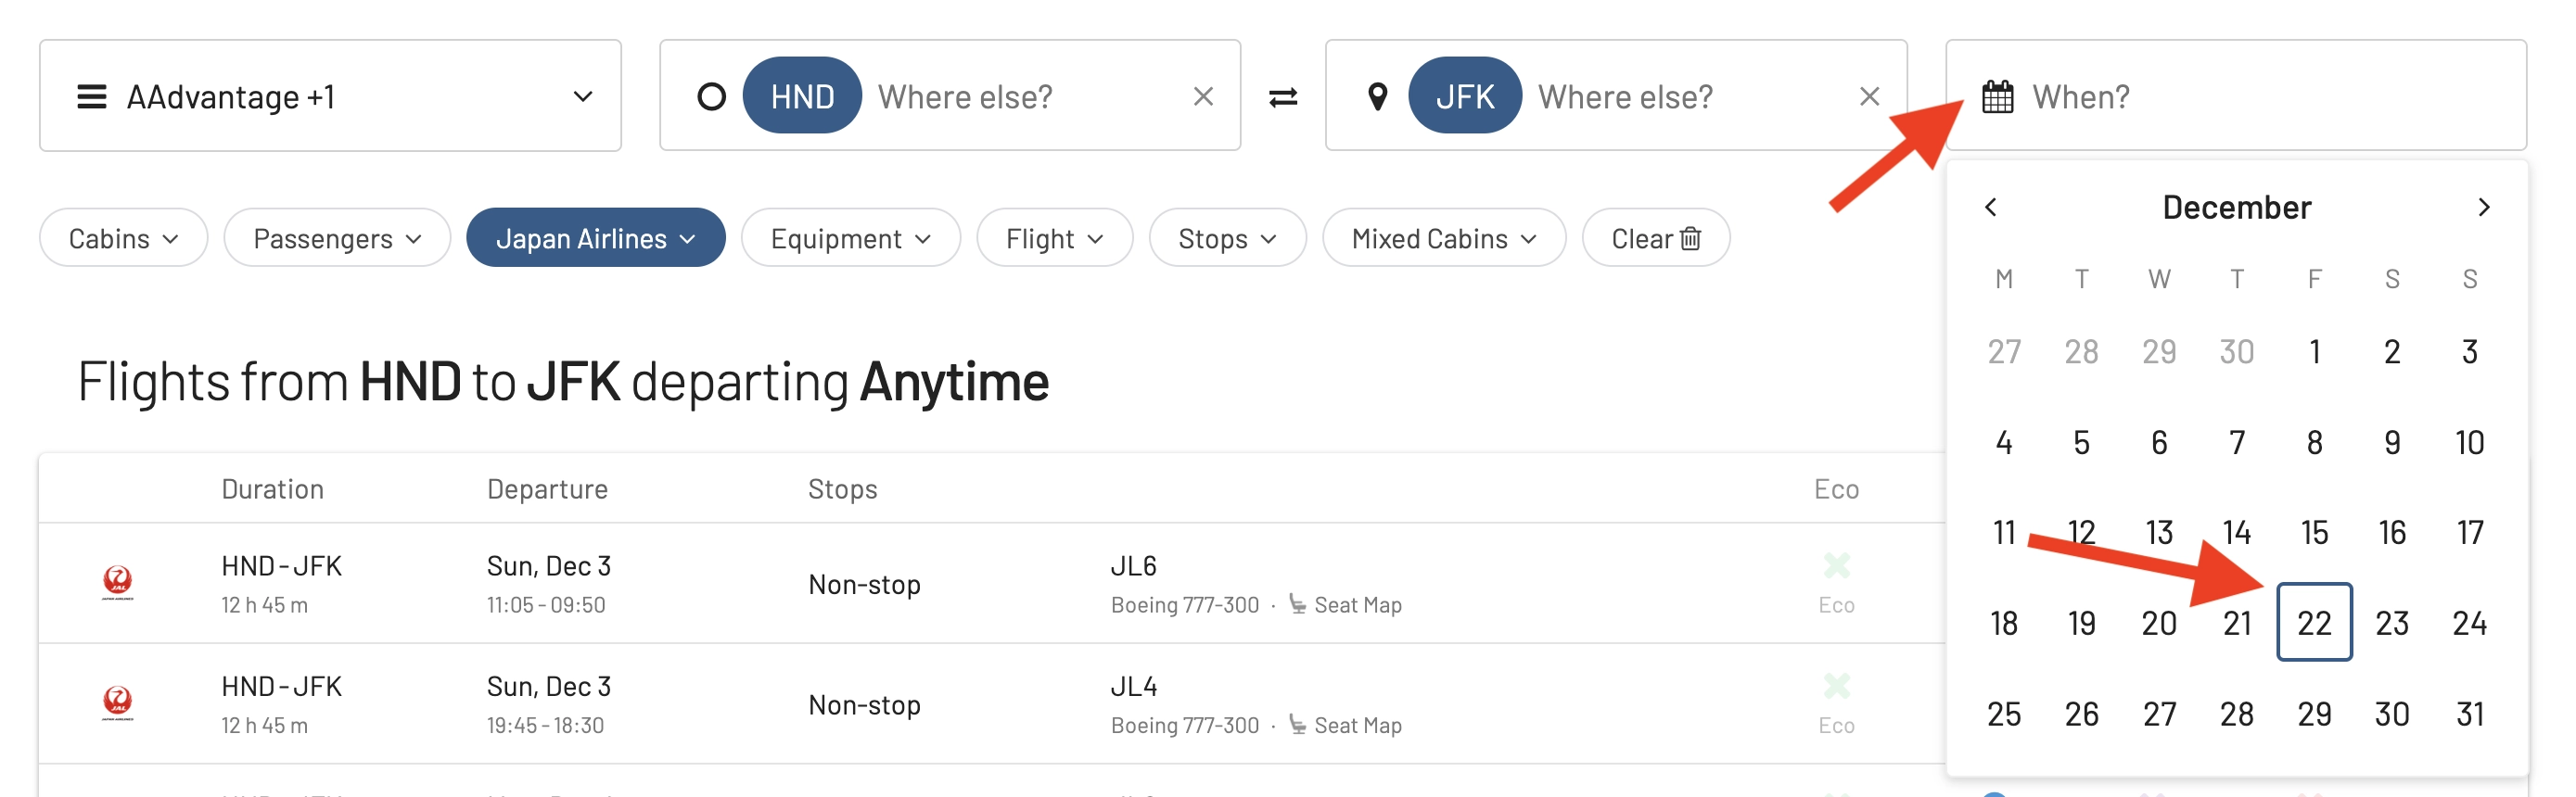 AAdvantage +1
HND Where else?
JFK Where else?
When?
Cabins
Passengers
Japan Airlines
Equipment
Flight
Stops
Mixed Cabins
Clear
December
M T W T F S S
27 28 29 30 1 2 3
4 5 6 7 8 9 10
11 12 13 14 15 16 17
18 19 20 21 22 23 24
25 26 27 28 29 30 31
Flights from HND to JFK departing Anytime
Duration Departure Stops Eco
HND - JFK Sun, Dec 3 Non-stop JL6
12 h 45 m 11:05 - 09:50 Boeing 777-300 · Seat Map Eco
HND - JFK Sun, Dec 3 Non-stop JL4
12 h 45 m 19:45 - 18:30 Boeing 777-300 · Seat Map Eco